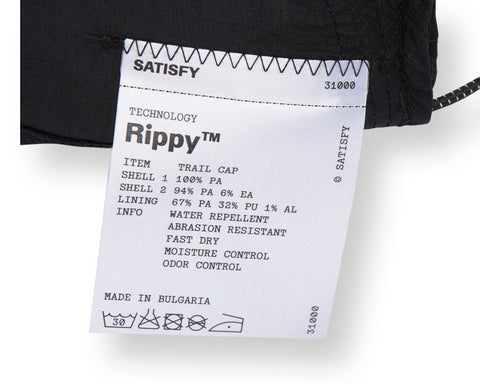 SATISFY
31000
TECHNOLOGY
Rippy™
ITEM TRAIL CAP
SHELL 1 100% PA
SHELL 2 94% PA 6% EA
LINING 67% PA 32% PU 1% AL
INFO WATER REPELLENT
ABRASION RESISTANT
FAST DRY
MOISTURE CONTROL
ODOR CONTROL
MADE IN BULGARIA
30
© SATISFY
31000